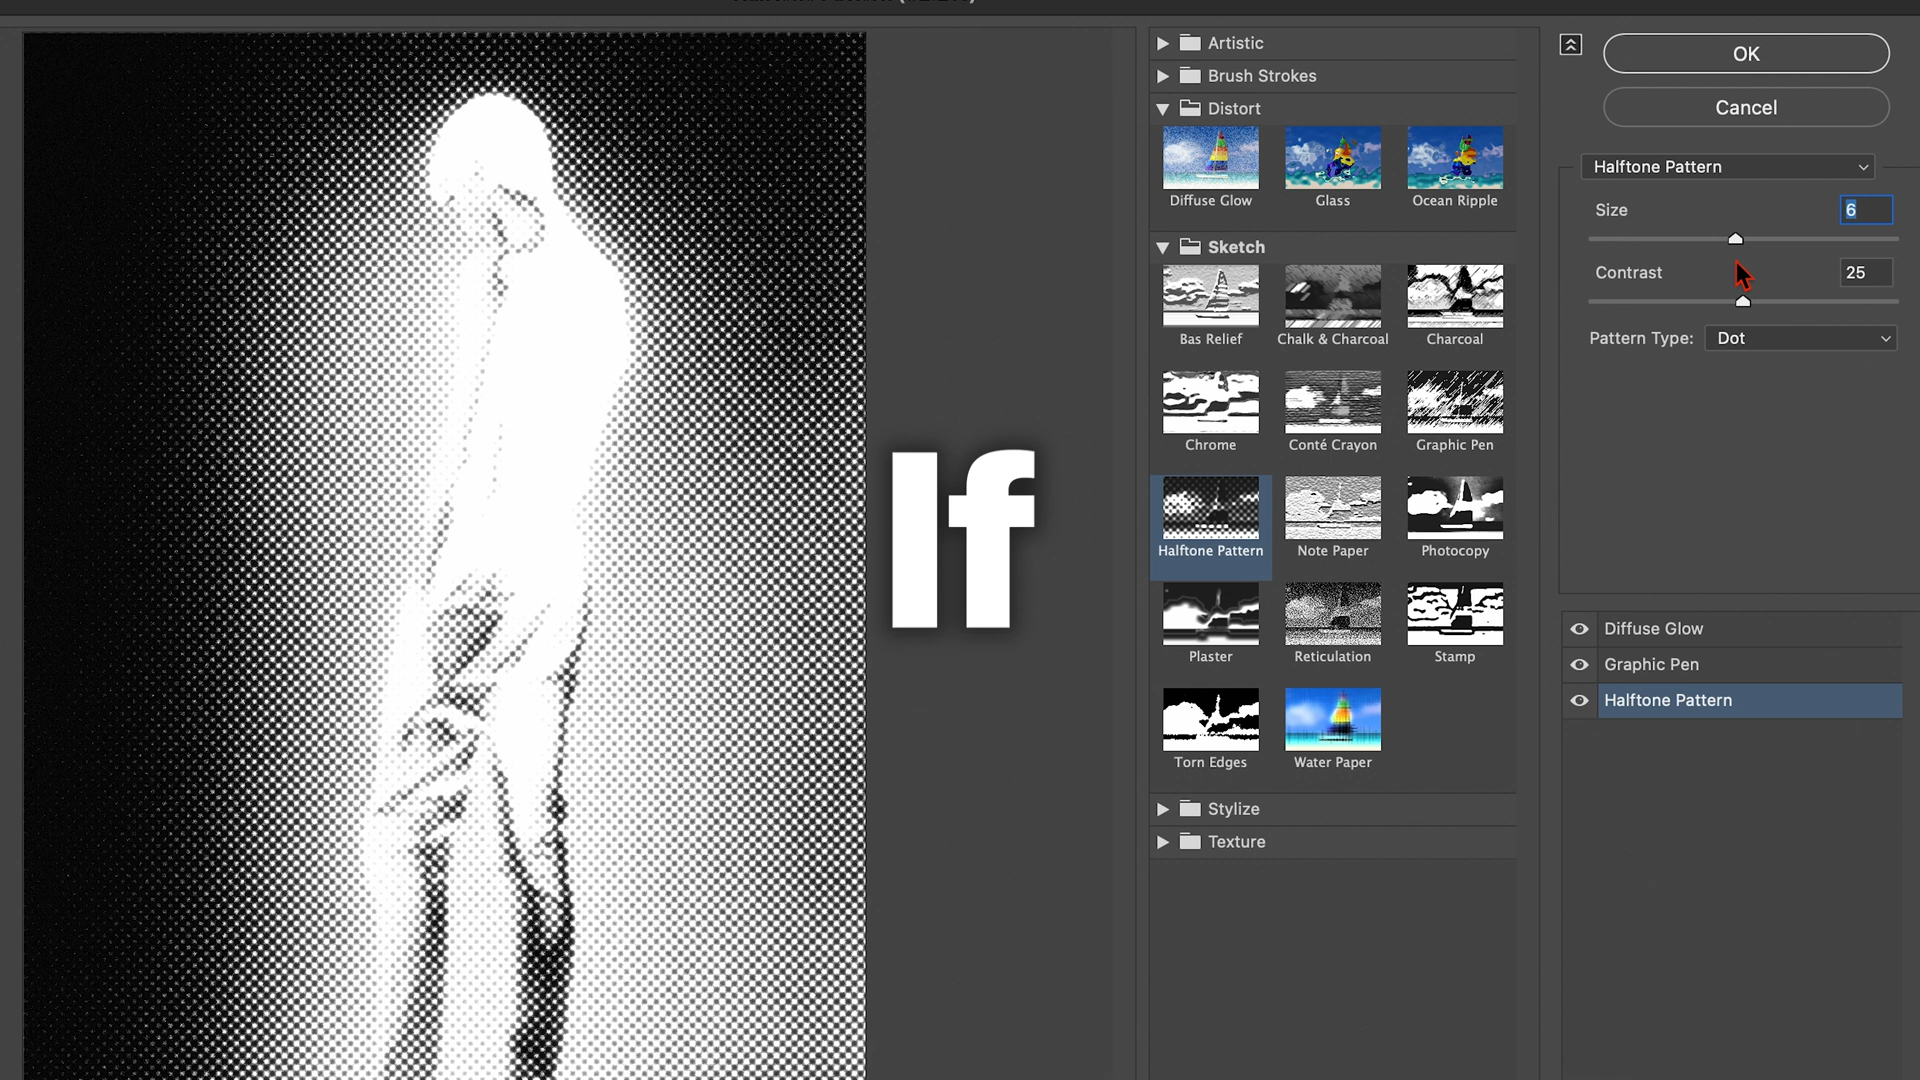 Artistic
Brush Strokes
Distort
Diffuse Glow
Glass
Ocean Ripple
Sketch
Bas Relief
Chalk & Charcoal
Charcoal
Chrome
Conté Crayon
Graphic Pen
Halftone Pattern
Note Paper
Photocopy
Plaster
Reticulation
Stamp
Torn Edges
Water Paper
Stylize
Texture
If
OK
Cancel
Halftone Pattern
Size 6
Contrast 25
Pattern Type: Dot
Diffuse Glow
Graphic Pen
Halftone Pattern